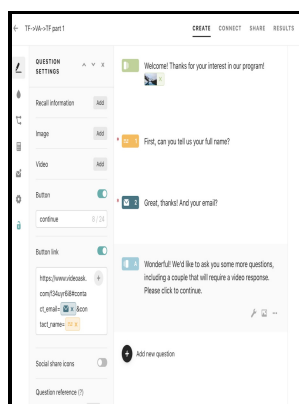 TF->VA->TF part 1
CREATE CONNECT SHARE RESULTS
QUESTION
SETTINGS
Recall information Add
Image Add
Video Add
Button
continue 8 / 24
Button link
https://www.videoask.
com/f34uyr6i8#conta
ct_email= x &con
tact_name= x
Social share icons
Question reference (?)
Welcome! Thanks for your interest in our program!
* 1 First, can you tell us your full name?
* 2 Great, thanks! And your email?
A Wonderful! We'd like to ask you some more questions,
including a couple that will require a video response.
Please click to continue.
Add new question